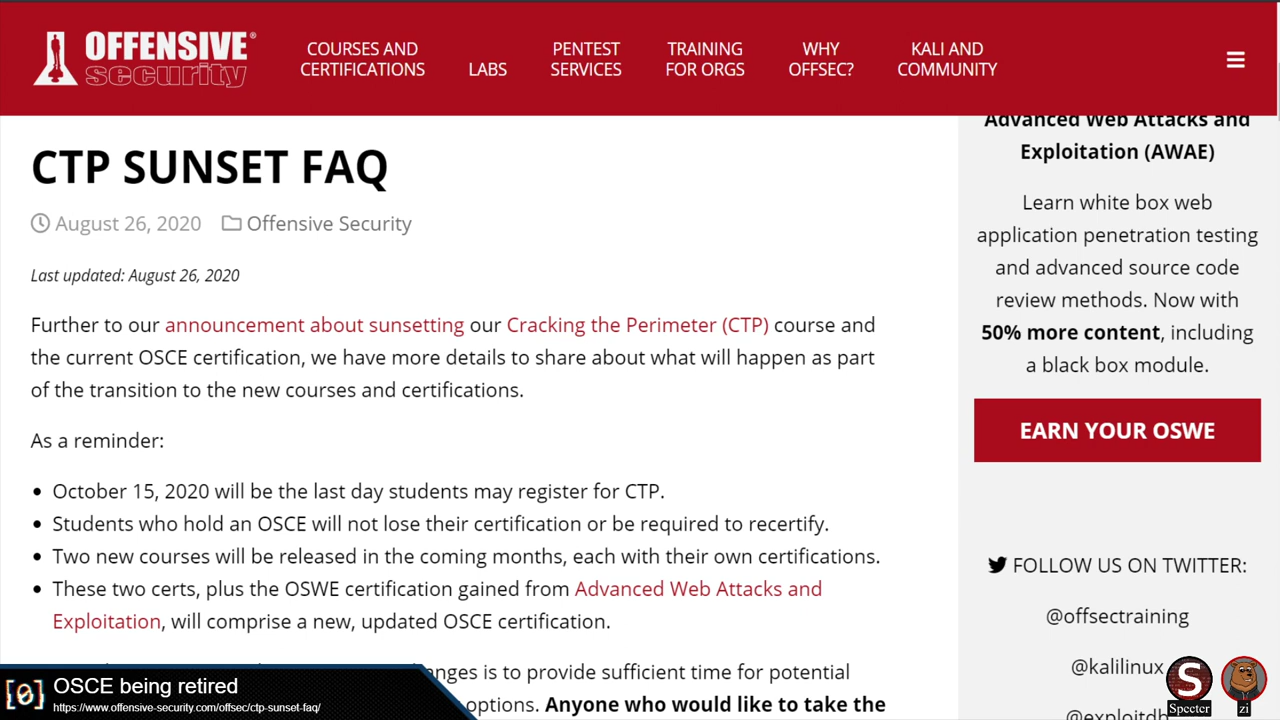 OFFENSIVE
security
COURSES AND
CERTIFICATIONS
LABS
PENTEST
SERVICES
TRAINING
FOR ORGS
WHY
OFFSEC?
KALI AND
COMMUNITY
CTP SUNSET FAQ
August 26, 2020 Offensive Security
Last updated: August 26, 2020
Further to our announcement about sunsetting our Cracking the Perimeter (CTP) course and
the current OSCE certification, we have more details to share about what will happen as part
of the transition to the new courses and certifications.
As a reminder:
• October 15, 2020 will be the last day students may register for CTP.
• Students who hold an OSCE will not lose their certification or be required to recertify.
• Two new courses will be released in the coming months, each with their own certifications.
• These two certs, plus the OSWE certification gained from Advanced Web Attacks and
Exploitation, will comprise a new, updated OSCE certification.
is to provide sufficient time for potential
options. Anyone who would like to take the
Advanced Web Attacks and
Exploitation (AWAE)
Learn white box web
application penetration testing
and advanced source code
review methods. Now with
50% more content, including
a black box module.
EARN YOUR OSWE
FOLLOW US ON TWITTER:
@offsectraining
@kalilinux
[0]
OSCE being retired
https://www.offensive-security.com/offsec/ctp-sunset-faq/
S
Specter
zi